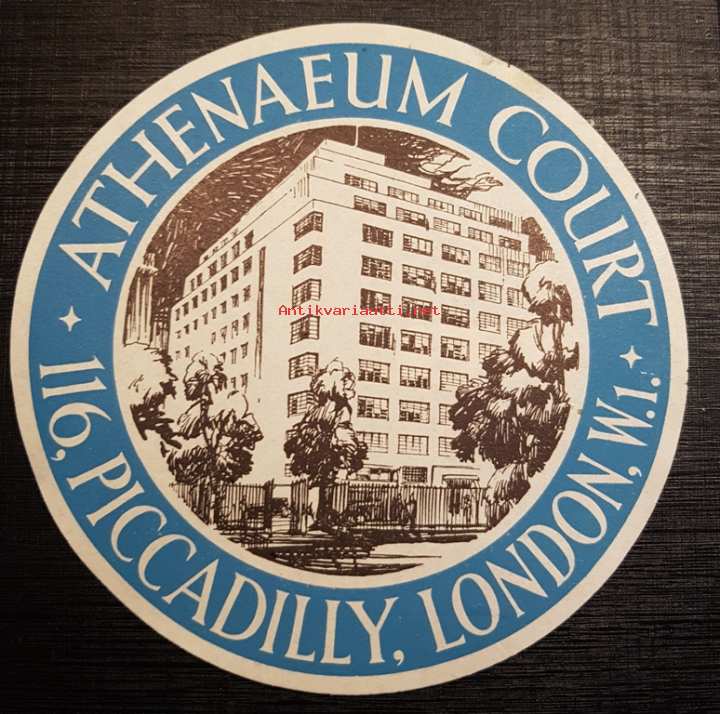 ATHENAEUM COURT
116, PICCADILLY, LONDON, W.1.
Antikvariaatti.net